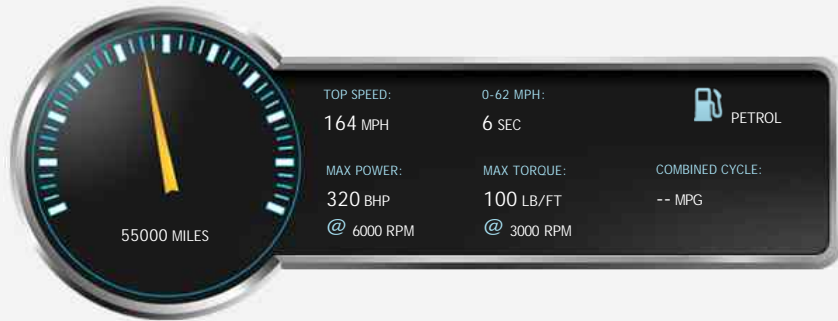 55000 MILES
TOP SPEED:
164 MPH
0-62 MPH:
6 SEC
PETROL
MAX POWER:
320 BHP
@ 6000 RPM
MAX TORQUE:
100 LB/FT
@ 3000 RPM
COMBINED CYCLE:
-- MPG